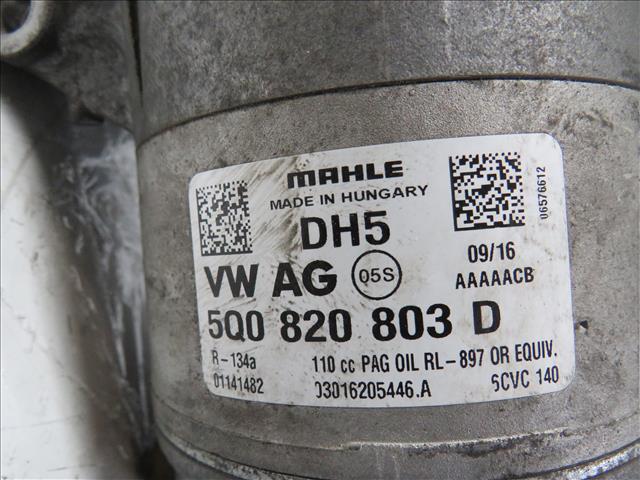 MAHLE
MADE IN HUNGARY
DH5
06576612
09/16
VW AG 05S
AAAAACB
5Q0 820 803 D
R-134a 110 cc PAG OIL RL-897 OR EQUIV.
01141482 03016205446.A 6CVC 140